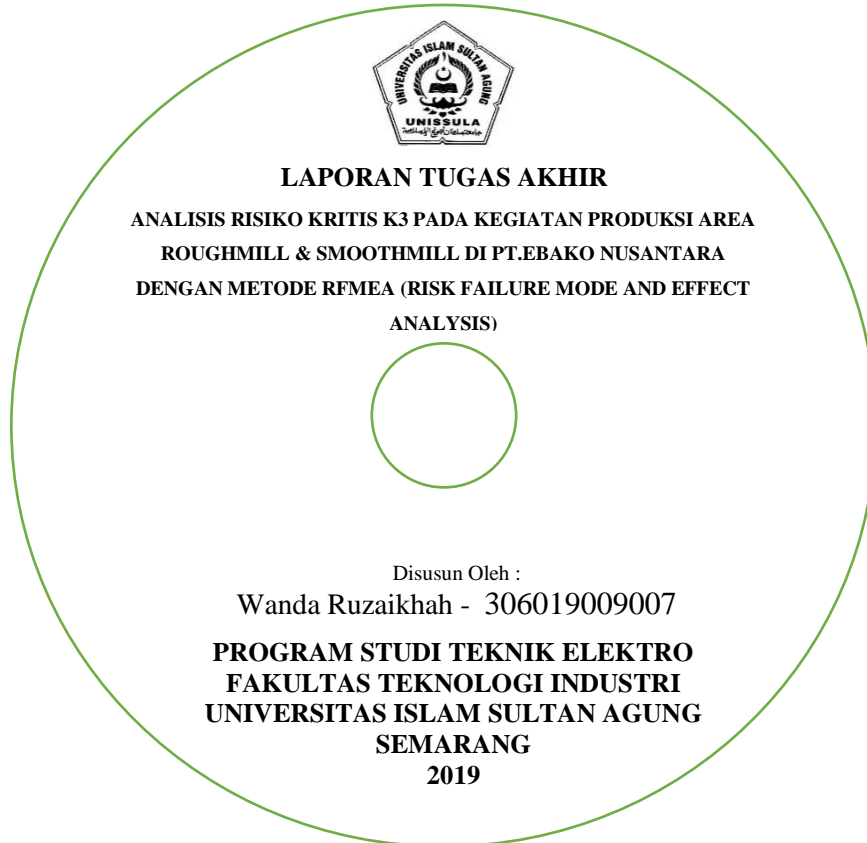 UNIVERSITAS ISLAM SULTAN AGUNG
UNISSULA
LAPORAN TUGAS AKHIR
ANALISIS RISIKO KRITIS K3 PADA KEGIATAN PRODUKSI AREA
ROUGHMILL & SMOOTHMILL DI PT.EBAKO NUSANTARA
DENGAN METODE RFMEA (RISK FAILURE MODE AND EFFECT
ANALYSIS)
Disusun Oleh :
Wanda Ruzaikhah - 306019009007
PROGRAM STUDI TEKNIK ELEKTRO
FAKULTAS TEKNOLOGI INDUSTRI
UNIVERSITAS ISLAM SULTAN AGUNG
SEMARANG
2019